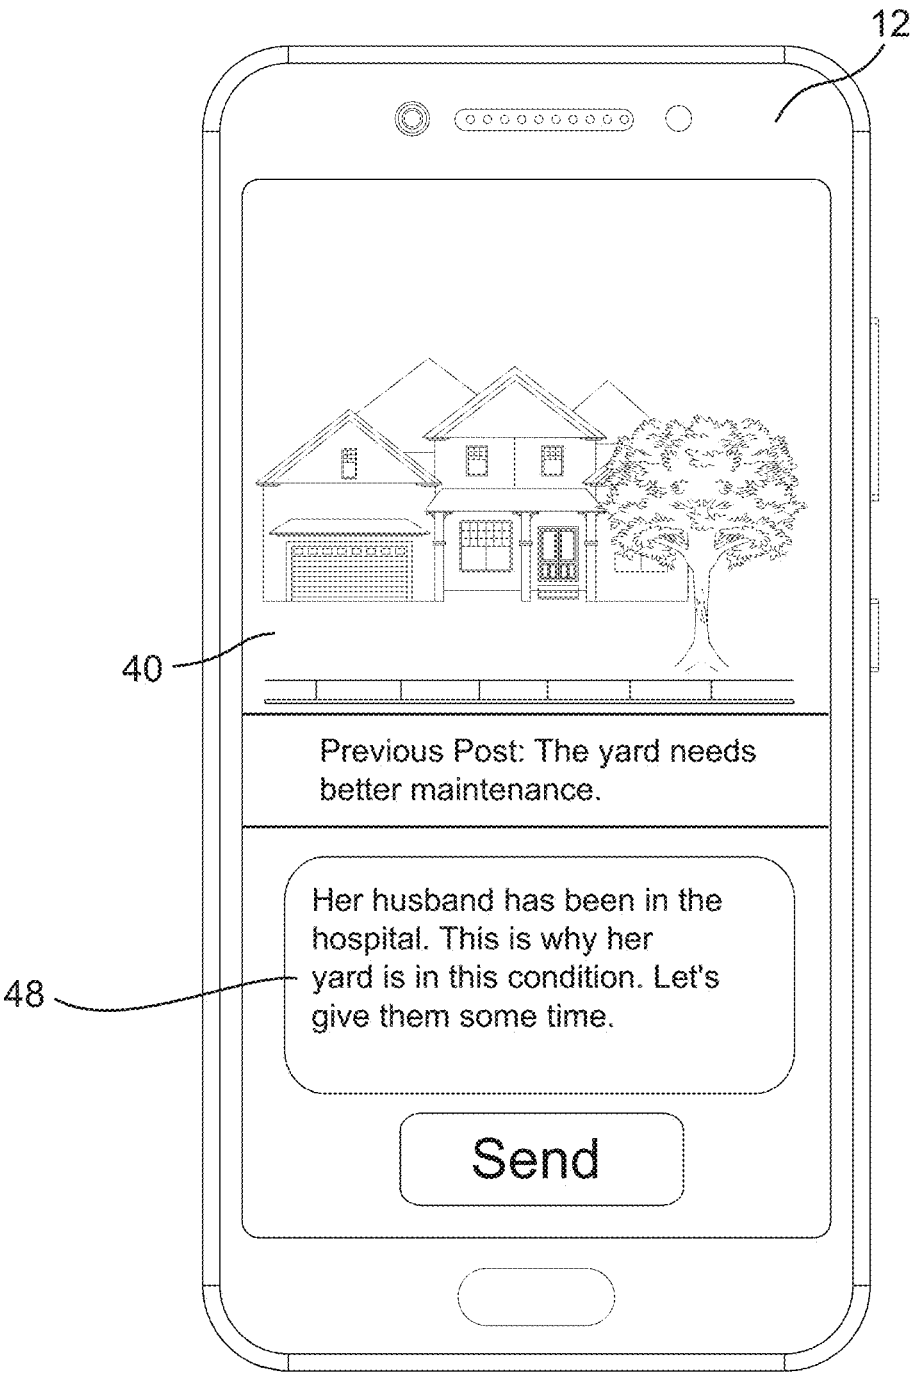 12
40
Previous Post: The yard needs
better maintenance.
Her husband has been in the
hospital. This is why her
yard is in this condition. Let's
give them some time.
48
Send